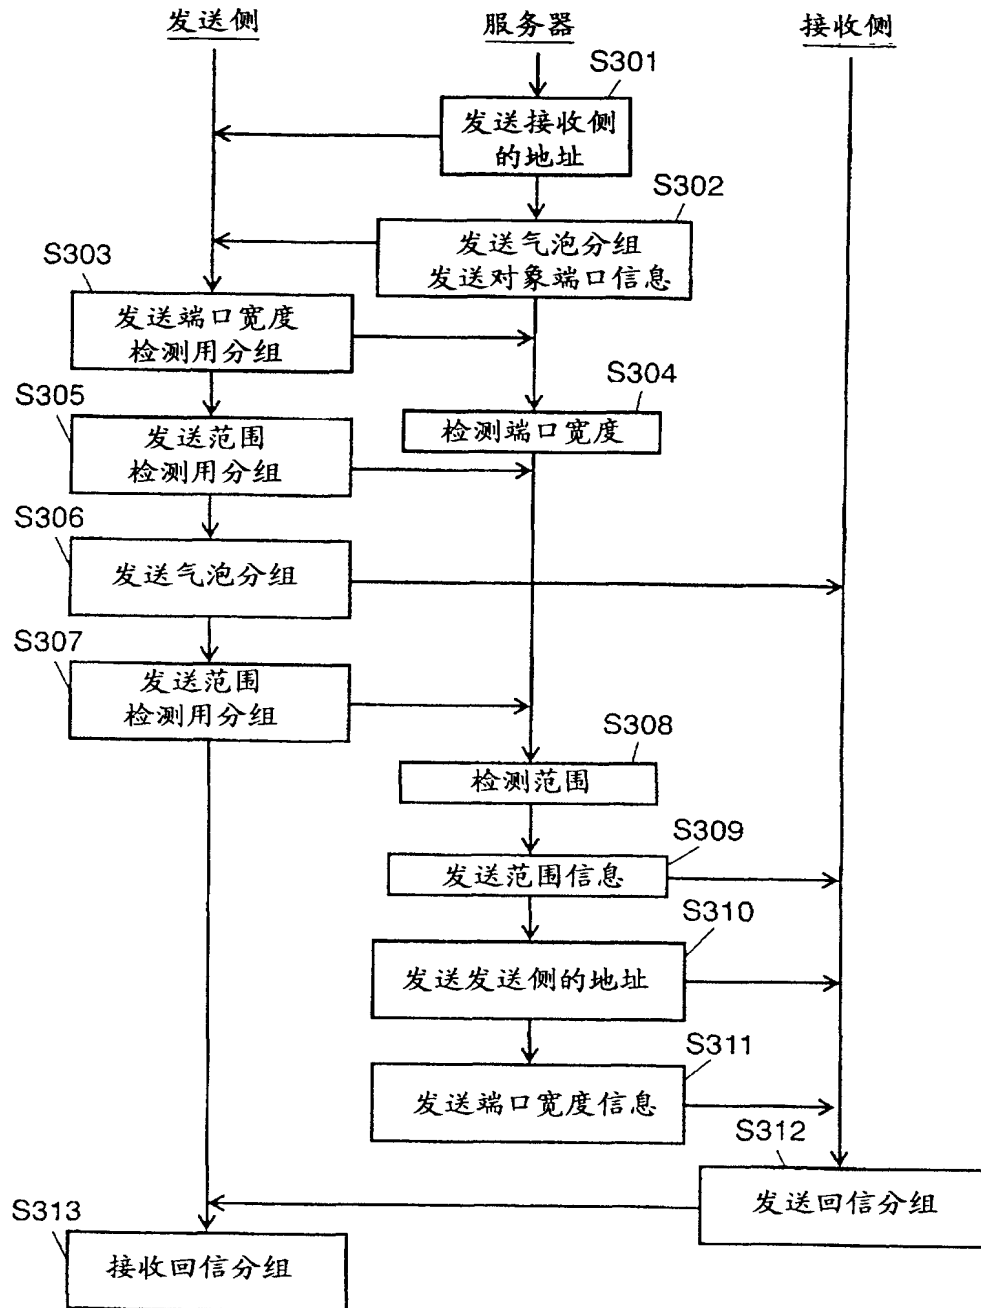 发送侧
服务器
接收侧
S301
发送接收侧
的地址
S302
发送气泡分组
发送对象端口信息
S303
发送端口宽度
检测用分组
S304
检测端口宽度
S305
发送范围
检测用分组
S306
发送气泡分组
S307
发送范围
检测用分组
S308
检测范围
S309
发送范围信息
S310
发送发送侧的地址
S311
发送端口宽度信息
S312
发送回信分组
S313
接收回信分组